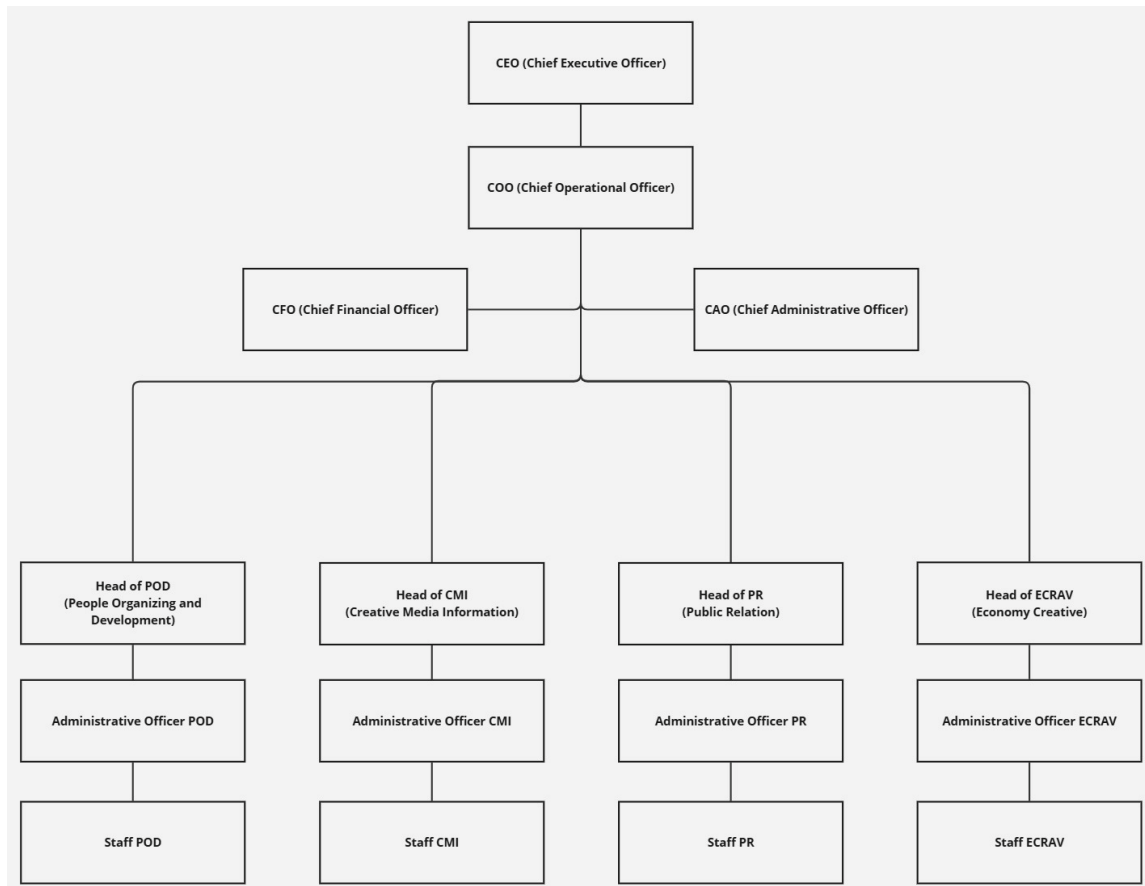 CEO (Chief Executive Officer)
COO (Chief Operational Officer)
CFO (Chief Financial Officer)
CAO (Chief Administrative Officer)
Head of POD
(People Organizing and
Development)
Head of CMI
(Creative Media Information)
Head of PR
(Public Relation)
Head of ECRAV
(Economy Creative)
Administrative Officer POD
Administrative Officer CMI
Administrative Officer PR
Administrative Officer ECRAV
Staff POD
Staff CMI
Staff PR
Staff ECRAV